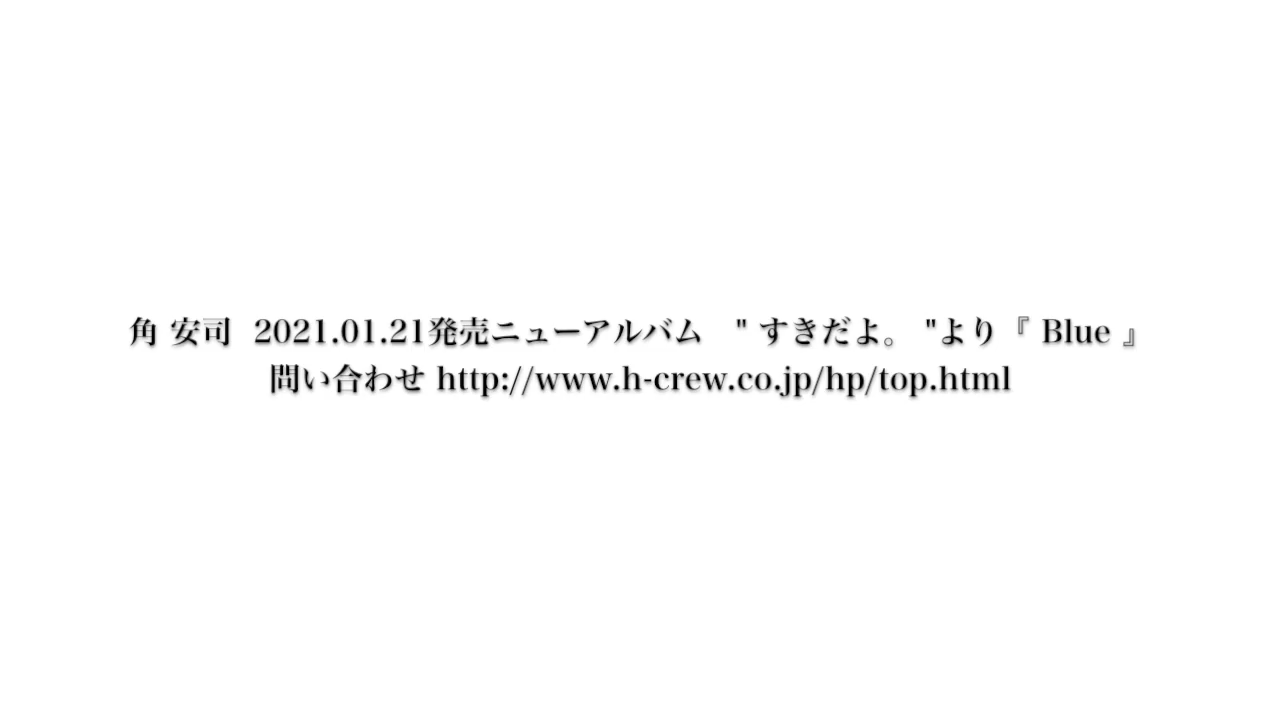 角 安司  2021.01.21発売ニューアルバム　" すきだよ。 "より『 Blue 』
問い合わせ http://www.h-crew.co.jp/hp/top.html